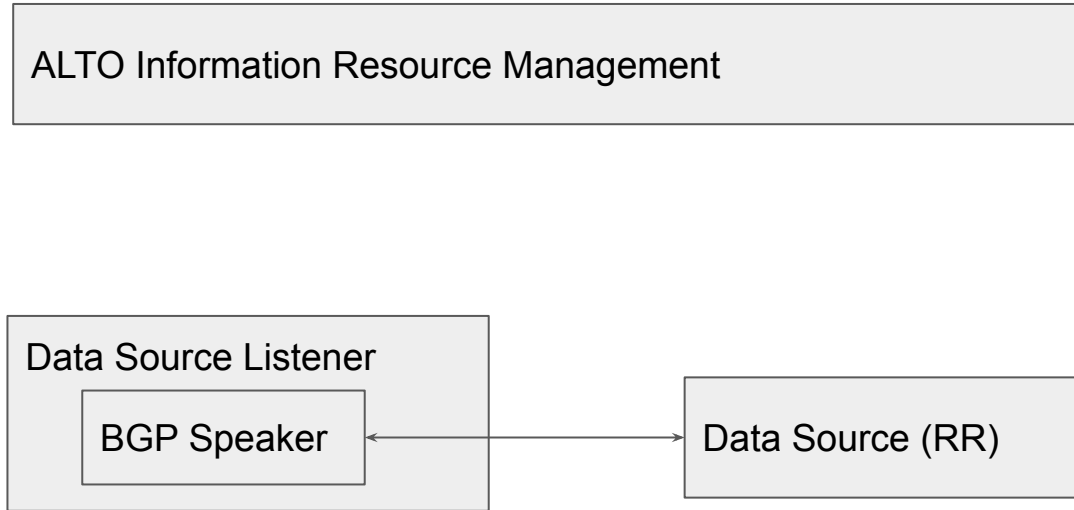 ALTO Information Resource Management
Data Source Listener
BGP Speaker
Data Source (RR)